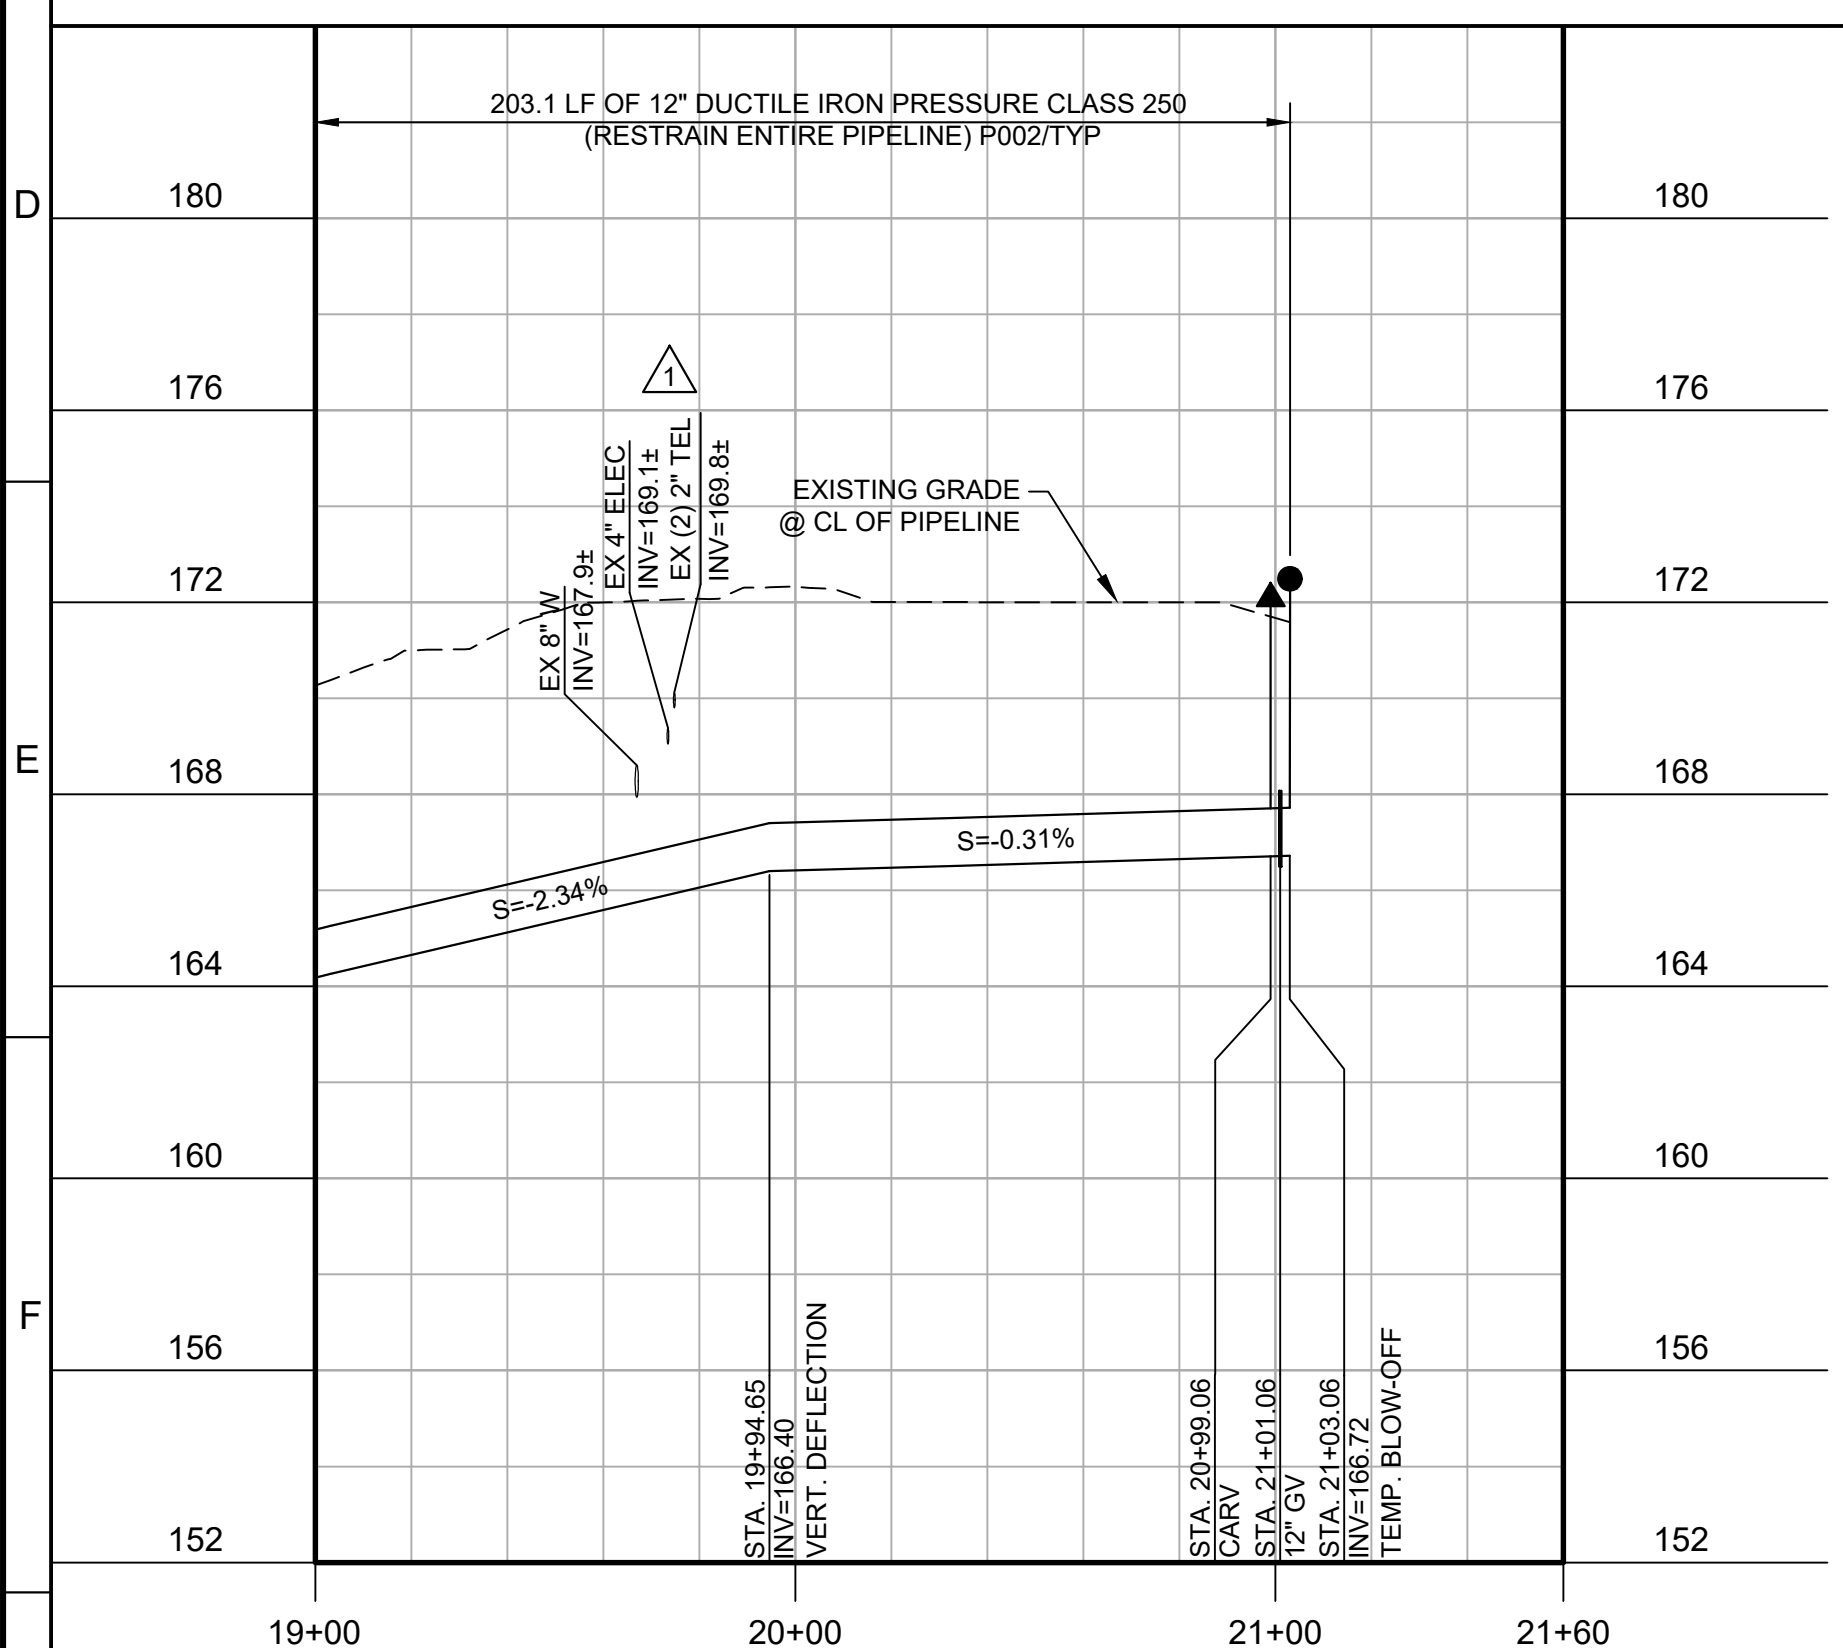 203.1 LF OF 12" DUCTILE IRON PRESSURE CLASS 250
(RESTRAIN ENTIRE PIPELINE) P002/TYP
D
180
180
1
176
176
EX 8" W
INV=167.9±
EX 4" ELEC
INV=169.1±
EX (2) 2" TEL
INV=169.8±
EXISTING GRADE
@ CL OF PIPELINE
172
172
E
168
168
S=-0.31%
S=-2.34%
164
164
160
160
F
156
156
STA. 19+94.65
INV=166.40
VERT. DEFLECTION
STA. 20+99.06
CARV
STA. 21+01.06
12" GV
STA. 21+03.06
INV=166.72
TEMP. BLOW-OFF
152
152
19+00
20+00
21+00
21+60